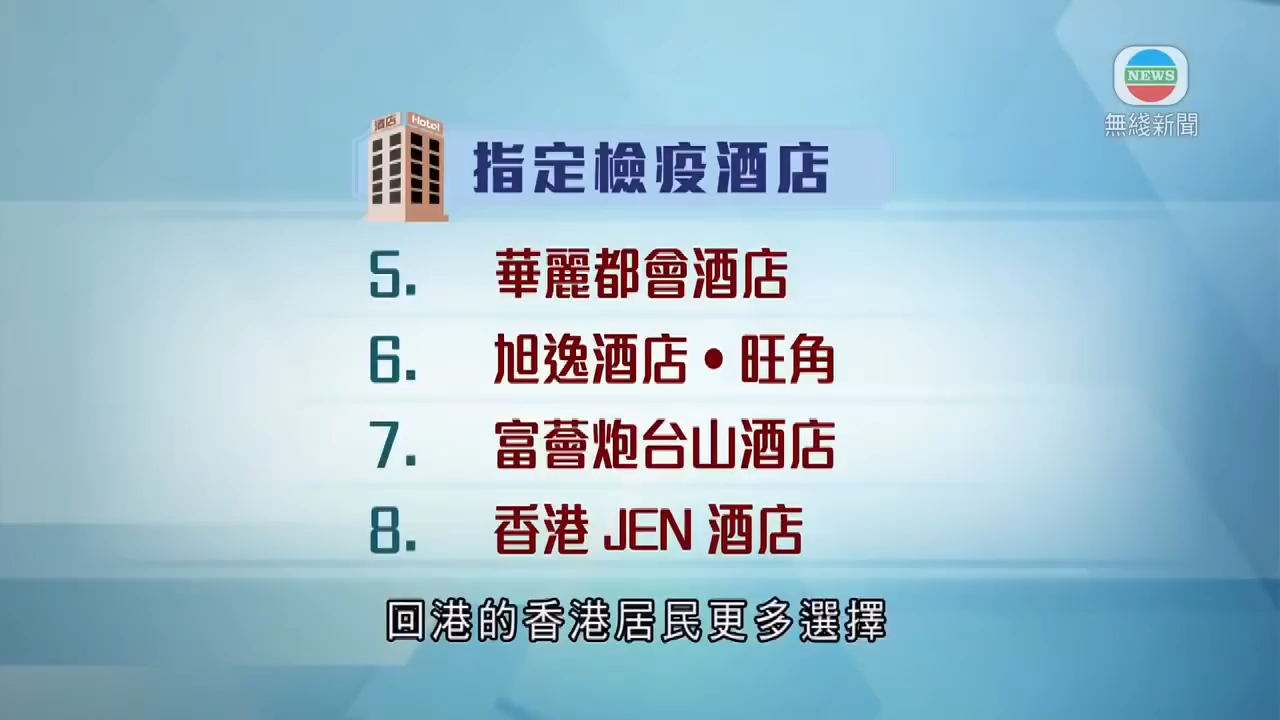 NEWS
無綫新聞
酒店 Hotel
指定檢疫酒店
5. 華麗都會酒店
6. 旭逸酒店•旺角
7. 富薈炮台山酒店
8. 香港 JEN 酒店
回港的香港居民更多選擇